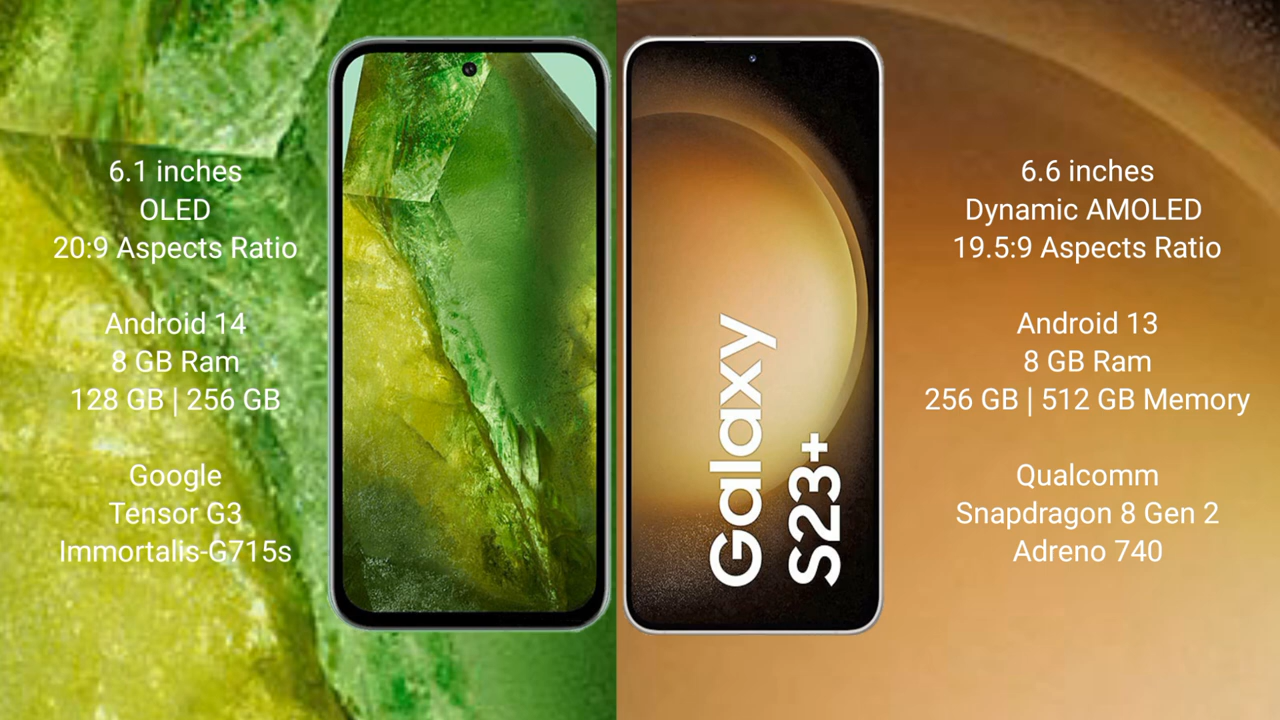 6.1 inches
OLED
20:9 Aspects Ratio
Android 14
8 GB Ram
128 GB | 256 GB
Google
Tensor G3
Immortalis-G715s
Galaxy
S23+
6.6 inches
Dynamic AMOLED
19.5:9 Aspects Ratio
Android 13
8 GB Ram
256 GB | 512 GB Memory
Qualcomm
Snapdragon 8 Gen 2
Adreno 740